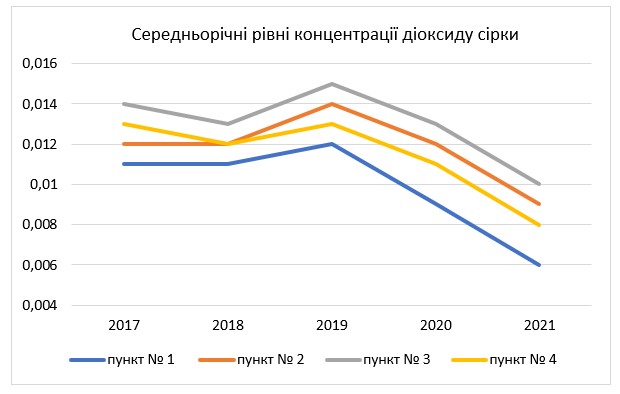 Середньорічні рівні концентрації діоксиду сірки
0,016
0,014
0,012
0,01
0,008
0,006
0,004
2017 2018 2019 2020 2021
пункт № 1 пункт № 2 пункт № 3 пункт № 4